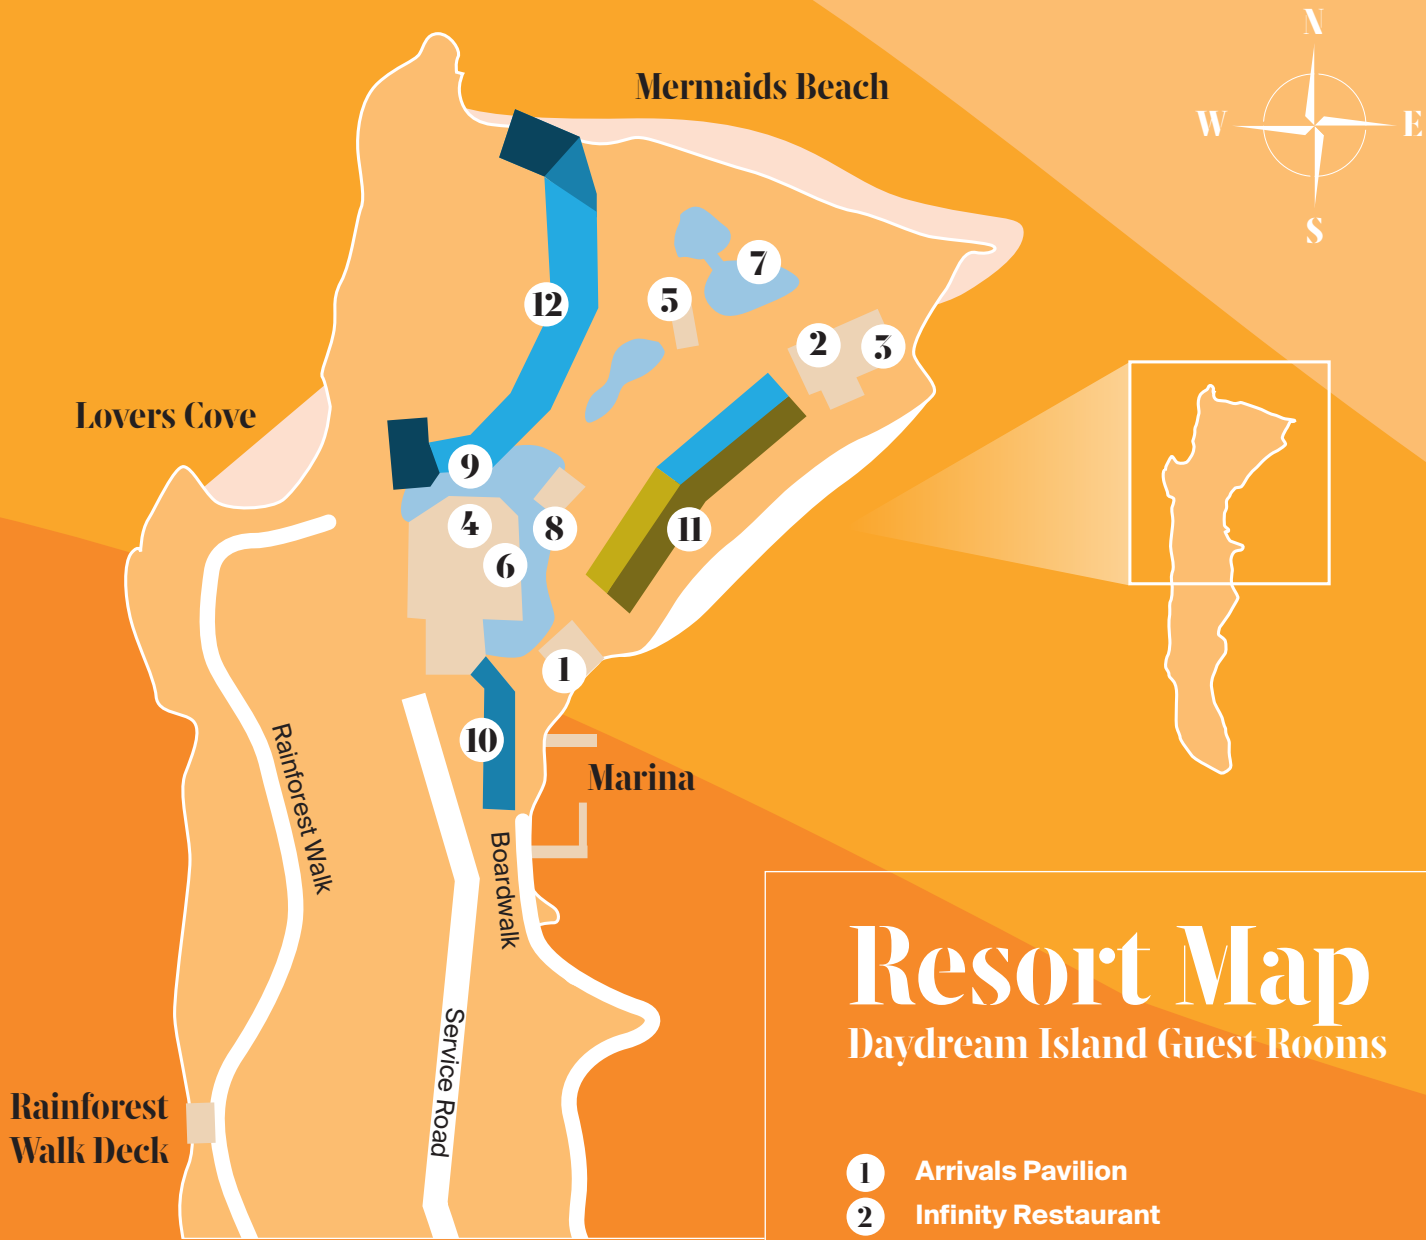 N
Mermaids Beach
W
E
S
7
5
12
2
3
Lovers Cove
9
4
8
11
6
1
10
Rainforest Walk
Marina
Boardwalk
Resort Map
Daydream Island Guest Rooms
Service Road
Rainforest
Walk Deck
1 Arrivals Pavilion
2 Infinity Restaurant